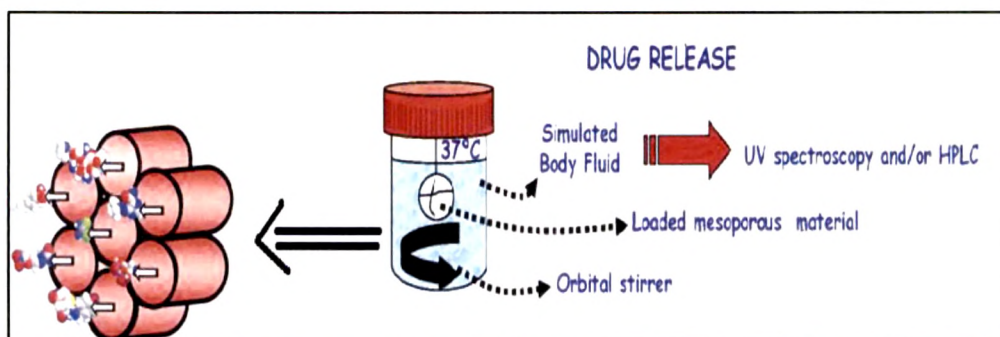 DRUG RELEASE
37°C
Simulated
Body Fluid
UV spectroscopy and/or HPLC
Loaded mesoporous material
Orbital stirrer